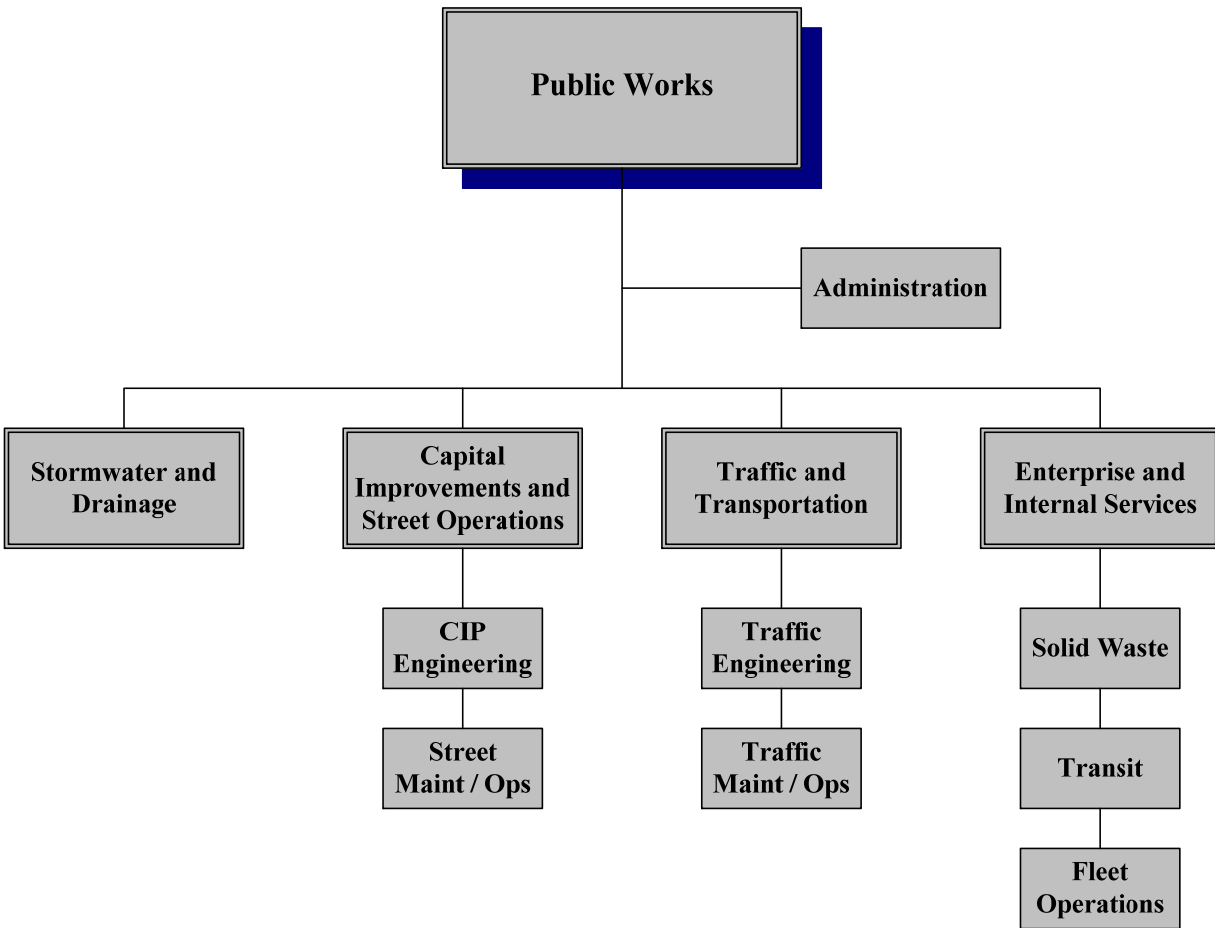 Public Works
Administration
Stormwater and
Drainage
Capital
Improvements and
Street Operations
Traffic and
Transportation
Enterprise and
Internal Services
CIP
Engineering
Traffic
Engineering
Solid Waste
Street
Maint / Ops
Traffic
Maint / Ops
Transit
Fleet
Operations